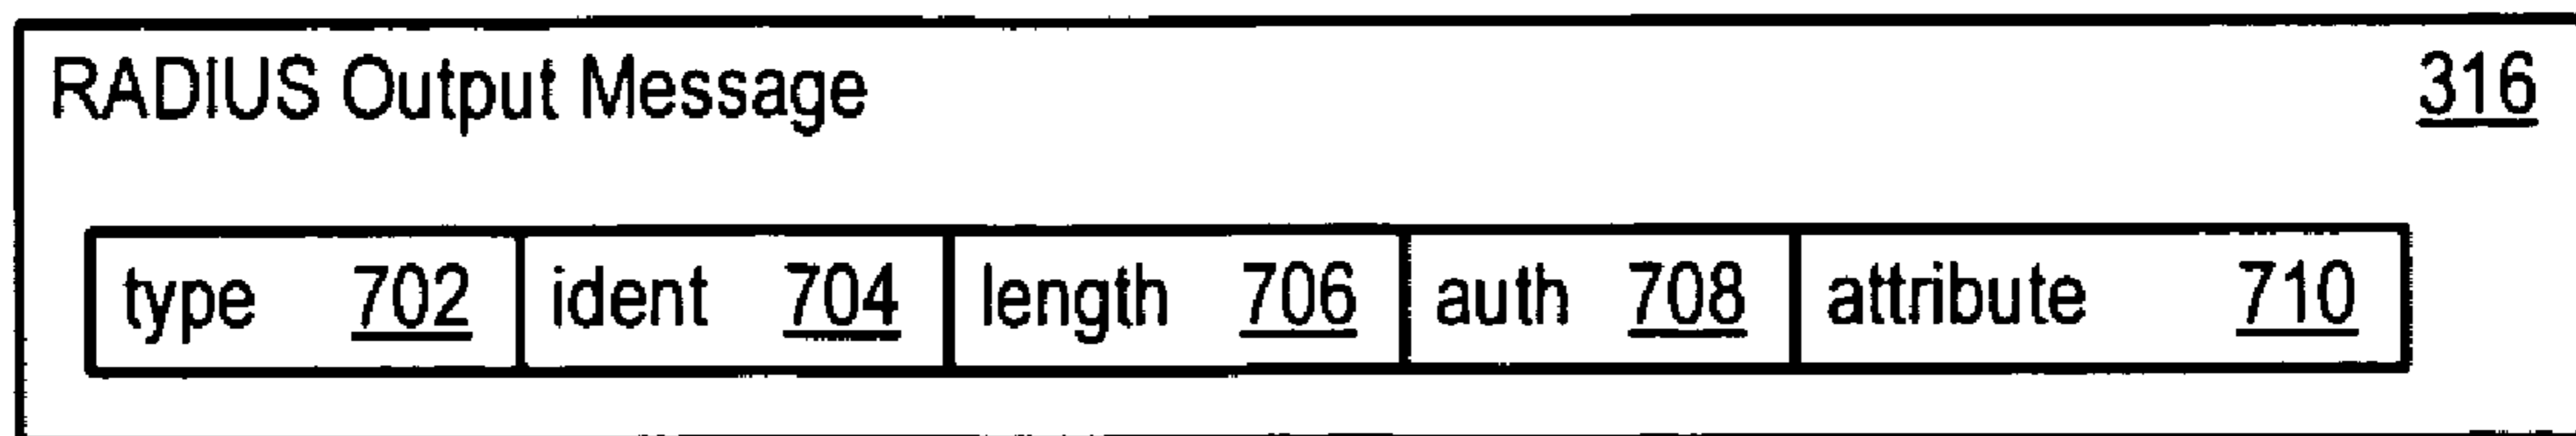 RADIUS Output Message 316
type 702 ident 704 length 706 auth 708 attribute 710